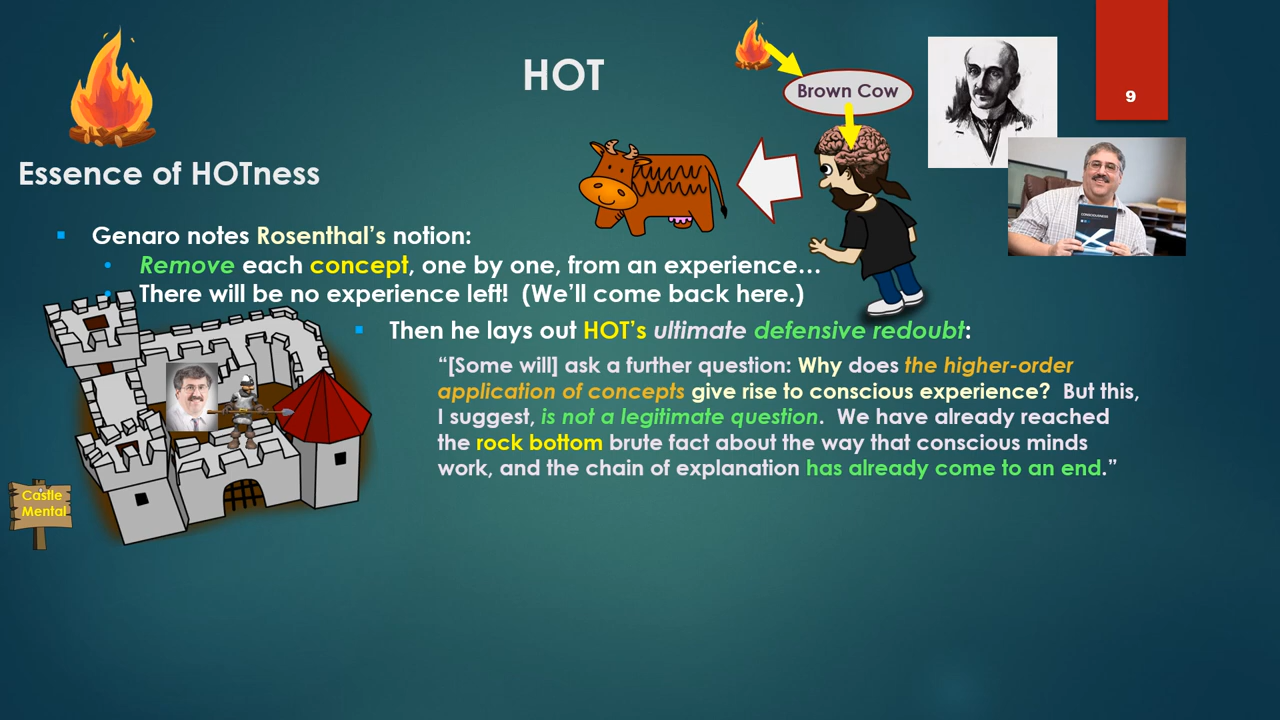 HOT
Brown Cow
9
Essence of HOTness
Genaro notes Rosenthal's notion:
Remove each concept, one by one, from an experience…
There will be no experience left! (We'll come back here.)
Then he lays out HOT's ultimate defensive redoubt:
“[Some will] ask a further question: Why does the higher-order
application of concepts give rise to conscious experience? But this,
I suggest, is not a legitimate question. We have already reached
the rock bottom brute fact about the way that conscious minds
work, and the chain of explanation has already come to an end.”
Castle
Mental
CONSCIOUSNESS